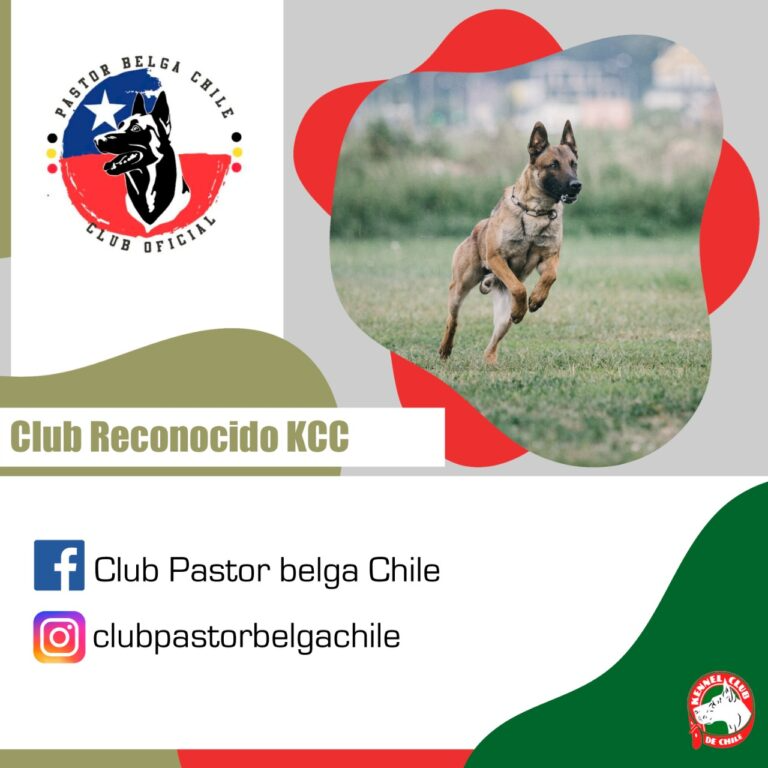 PASTOR BELGA CHILE
CLUB OFICIAL
Club Reconocido KCC
Club Pastor belga Chile
clubpastorbelgachile
KENNEL CLUB
DE CHILE